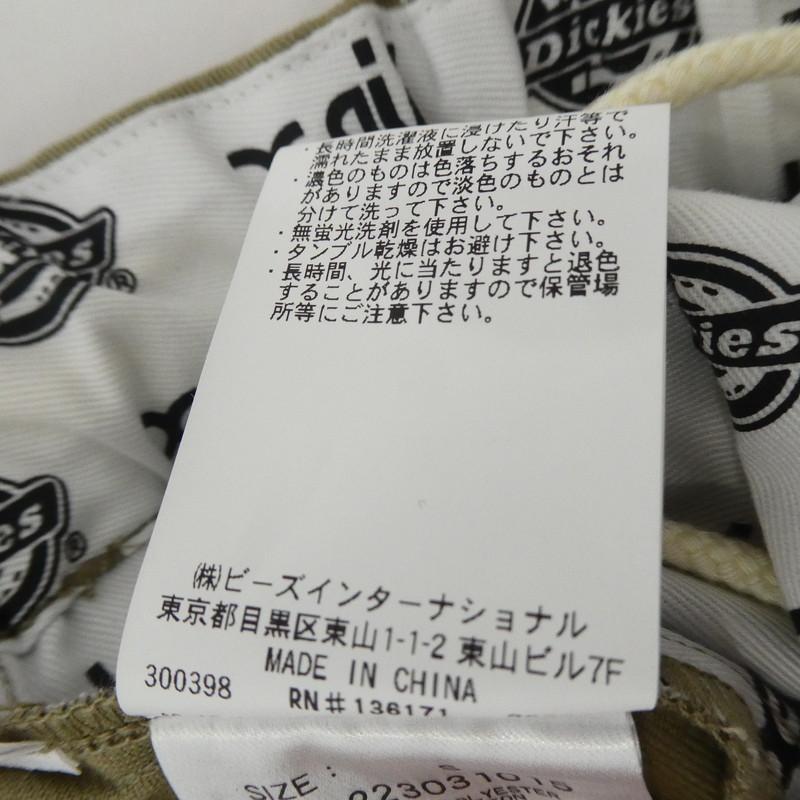 Dickies
・長時間洗濯液に浸けたり汗等で
濡れたまま放置しないで下さい。
・濃色のものは色落ちするおそれ
がありますので淡色のものとは
分けて洗って下さい。
・無蛍光洗剤を使用して下さい。
・タンブル乾燥はお避け下さい。
・長時間、光に当たりますと退色
することがありますので保管場
所等にご注意下さい。
(株)ビーズインターナショナル
東京都目黒区東山1-1-2 東山ビル7F
MADE IN CHINA
300398
RN# 136171
SIZE : S
023031015